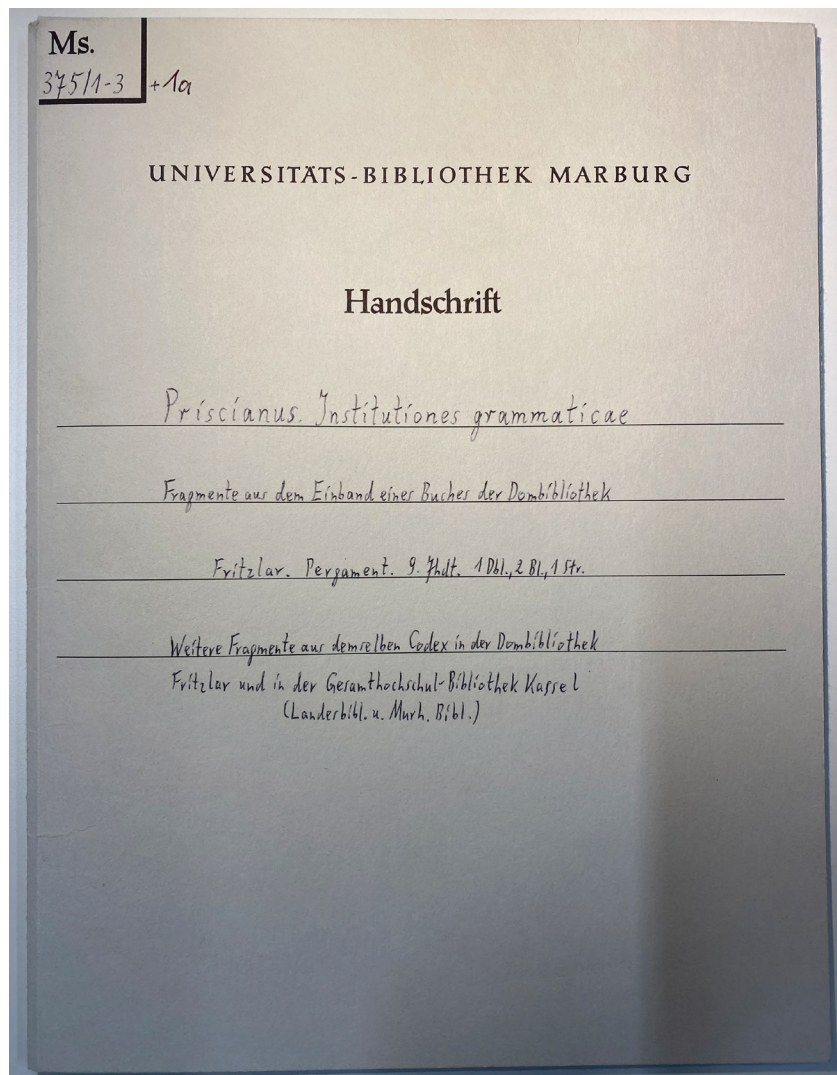 Ms.
375/1-3 +1a
UNIVERSITÄTS-BIBLIOTHEK MARBURG
Handschrift
Priscianus. Institutiones grammaticae
Fragmente aus dem Einband eines Buches der Dombibliothek
Fritzlar. Pergament. 9. Jhdt. 1 Dbl., 2 Bl., 1 Str.
Weitere Fragmente aus demselben Codex in der Dombibliothek
Fritzlar und in der Gesamthochschul-Bibliothek Kassel
(Landesbibl. u. Murh. Bibl.)